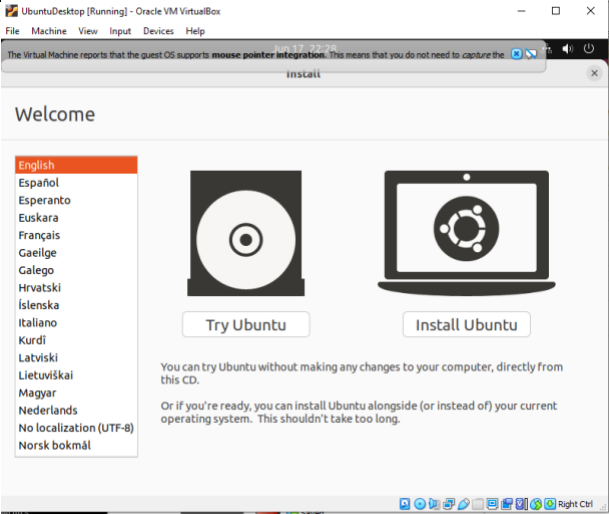 UbuntuDesktop [Running] - Oracle VM VirtualBox
File Machine View Input Devices Help
Jun 17 22:28
The Virtual Machine reports that the guest OS supports mouse pointer integration. This means that you do not need to capture the
Install
Welcome
English
Español
Esperanto
Euskara
Français
Gaeilge
Galego
Hrvatski
Íslenska
Italiano
Kurdî
Latviski
Lietuviškai
Magyar
Nederlands
No localization (UTF-8)
Norsk bokmål
Try Ubuntu
Install Ubuntu
You can try Ubuntu without making any changes to your computer, directly from
this CD.
Or if you're ready, you can install Ubuntu alongside (or instead of) your current
operating system. This shouldn't take too long.
Right Ctrl